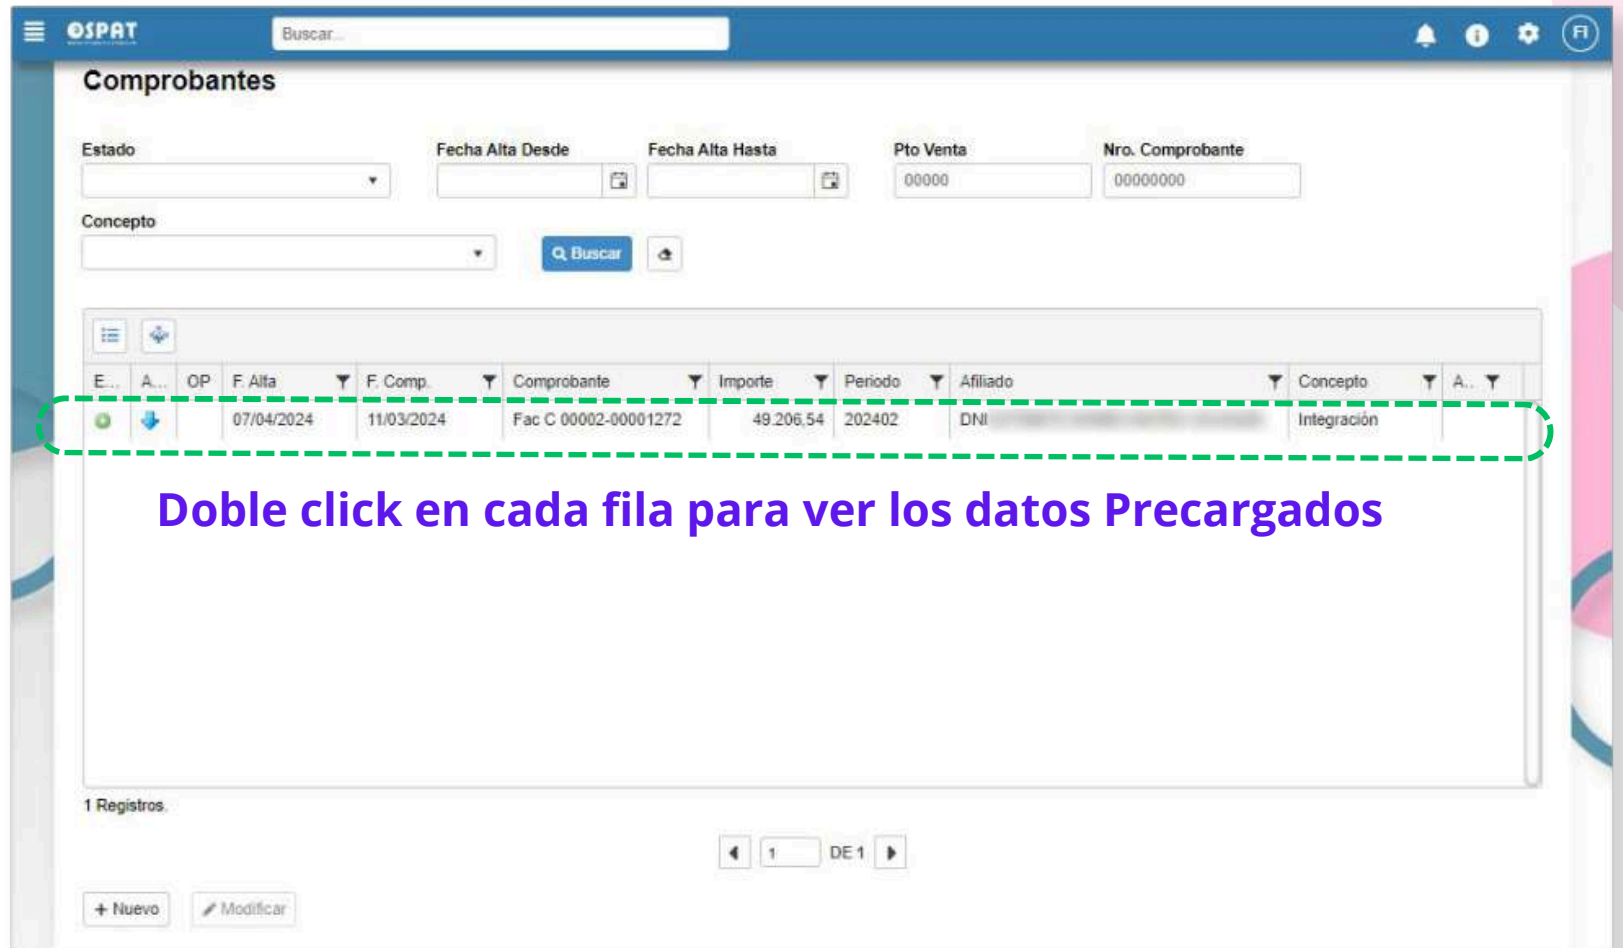 OSPAT
Buscar...
FI
Comprobantes
Estado
Fecha Alta Desde
Fecha Alta Hasta
Pto Venta
Nro. Comprobante
00000
00000000
Concepto
Buscar
E... A... OP F. Alta F. Comp. Comprobante Importe Periodo Afiliado Concepto A...
07/04/2024 11/03/2024 Fac C 00002-00001272 49.206,54 202402 DNI Integración
Doble click en cada fila para ver los datos Precargados
1 Registros.
1 DE 1
+ Nuevo
Modificar